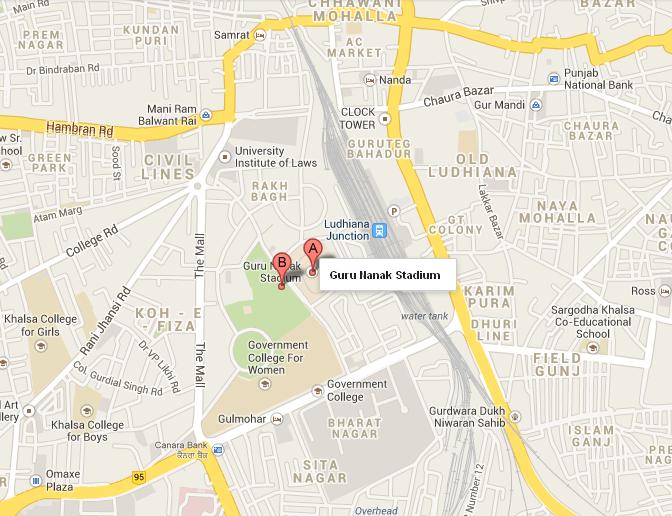 Main Rd
CHHAWANI
MOHALLA
BAZAR
PREM
NAGAR
KUNDAN
PURI
Samrat
AC
MARKET
Dr Bindraban Rd
Nanda
Punjab
National Bank
Chaura Bazar
Gur Mandi
Mani Ram
Balwant Rai
CLOCK
TOWER
Hambran Rd
CHAURA
BAZAR
w Sr.
School
GREEN
PARK
Sood St
CIVIL
LINES
University
Institute of Laws
GURUTEG
BAHADUR
OLD
LUDHIANA
RAKH
BAGH
Lakkar Bazar
NAYA
MOHALLA
Atam Marg
College Rd
The Mall
Ludhiana
Junction
P
GT
COLONY
A
B
Guru Nanak
Stadium
Guru Nanak Stadium
KARIM
PURA
Ross
Khalsa College
for Girls
Rani Jhansi Rd
KOH - E
- FIZA
water tank
DHURI
LINE
Sargodha Khalsa
Co-Educational
School
The Mall
Dr VP Likhi Rd
Government
College For
Women
FIELD
GUNJ
Col. Gurdial Singh Rd
Government
College
l Art
llery
Khalsa College
for Boys
Gulmohar
BHARAT
NAGAR
Gurdwara Dukh
Niwaran Sahib
ISLAM
GANJ
Canara Bank
ਕੈਨਰਾ ਬੈਂਕ
Omaxe
Plaza
95
SITA
NAGAR
P Number 12
Overhead